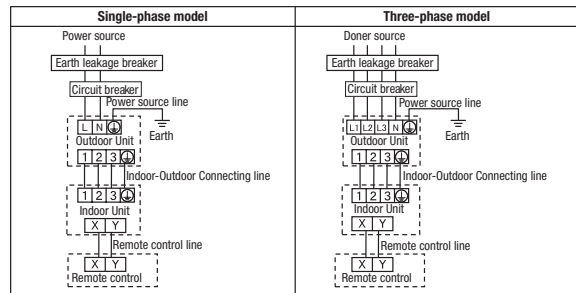 Single-phase model
Power source
Earth leakage breaker
Circuit breaker
Power source line
L N
Earth
Outdoor Unit
1 2 3
Indoor-Outdoor Connecting line
1 2 3
Indoor Unit
X Y
Remote control line
X Y
Remote control
Three-phase model
Doner source
Earth leakage breaker
Circuit breaker
Power source line
L1 L2 L3 N
Earth
Outdoor Unit
1 2 3
Indoor-Outdoor Connecting line
1 2 3
Indoor Unit
X Y
Remote control line
X Y
Remote control